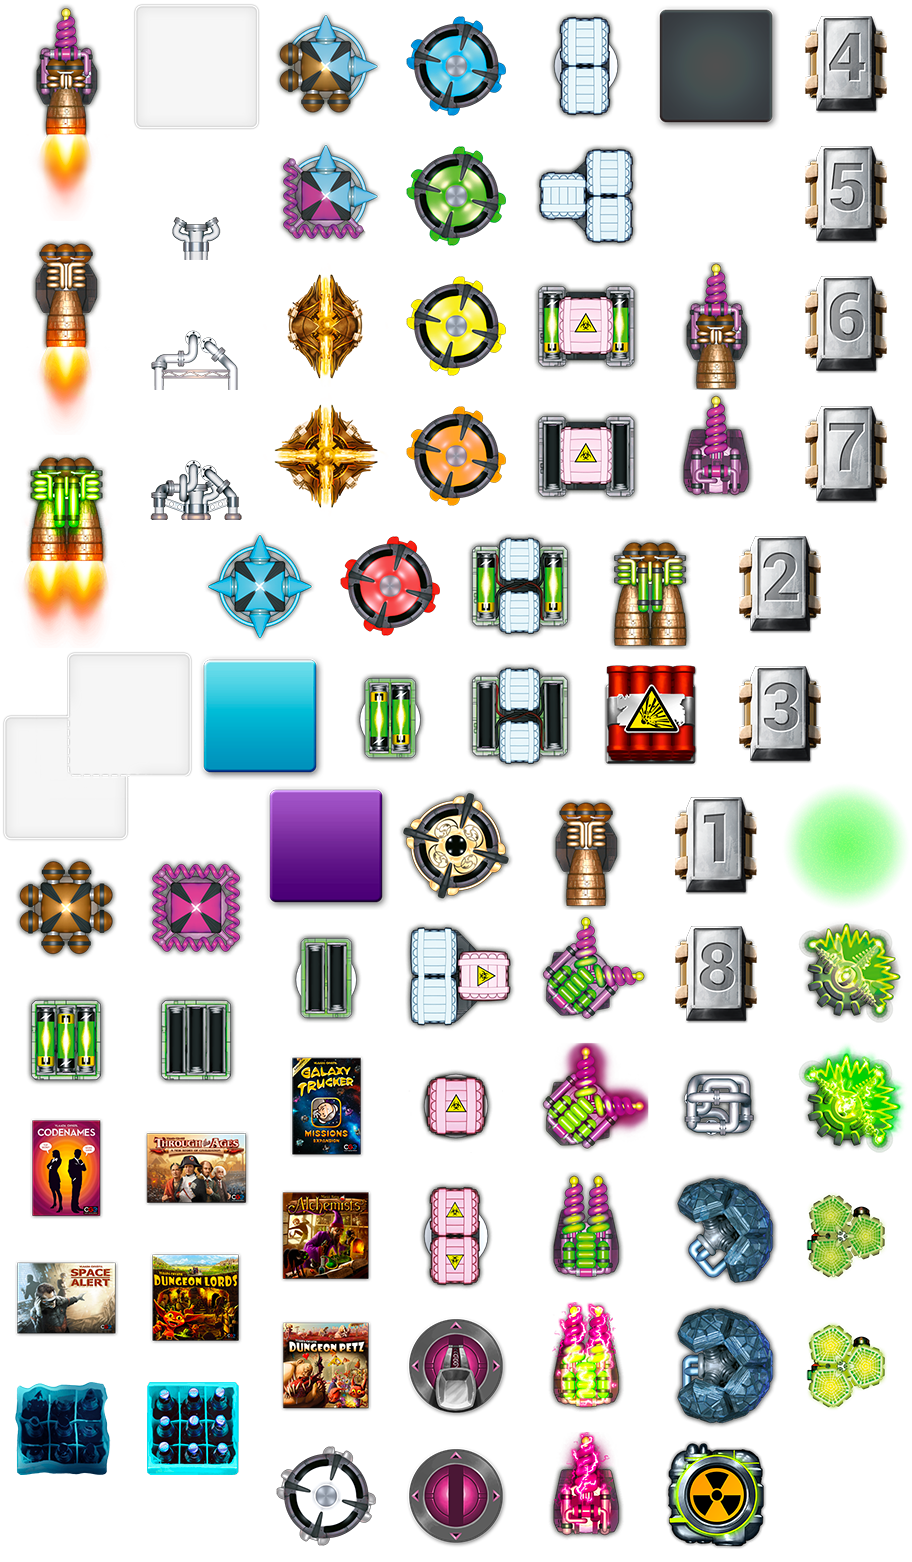 4
5
6
7
2
3
1
8
CODENAMES
THROUGH THE AGES
GALAXY
TRUCKER
MISSIONS
EXPANSION
Alchemists
SPACE
ALERT
DUNGEON LORDS
DUNGEON PETZ